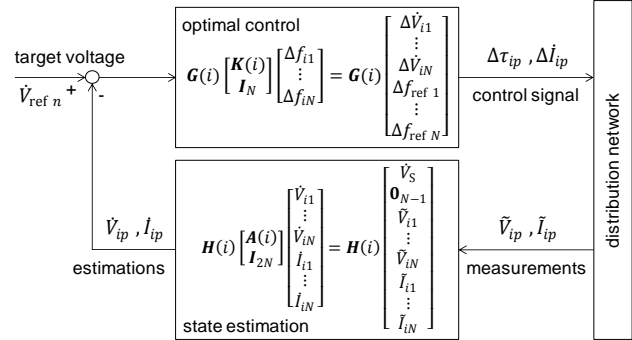 optimal control
target voltage
V̇_ref n + -
G(i) [K(i) I_N] [Δf_i1 ⋮ Δf_iN] = G(i) [ΔV̇_i1 ⋮ ΔV̇_iN Δf_ref 1 ⋮ Δf_ref N]
Δτ_ip , Δİ_ip
control signal
distribution network
V̇_ip , İ_ip
estimations
H(i) [A(i) I_2N] [V̇_i1 ⋮ V̇_iN İ_i1 ⋮ İ_iN] = H(i) [V̇_S 0_N−1 Ṽ_i1 ⋮ Ṽ_iN Ĩ_i1 ⋮ Ĩ_iN]
Ṽ_ip , Ĩ_ip
measurements
state estimation